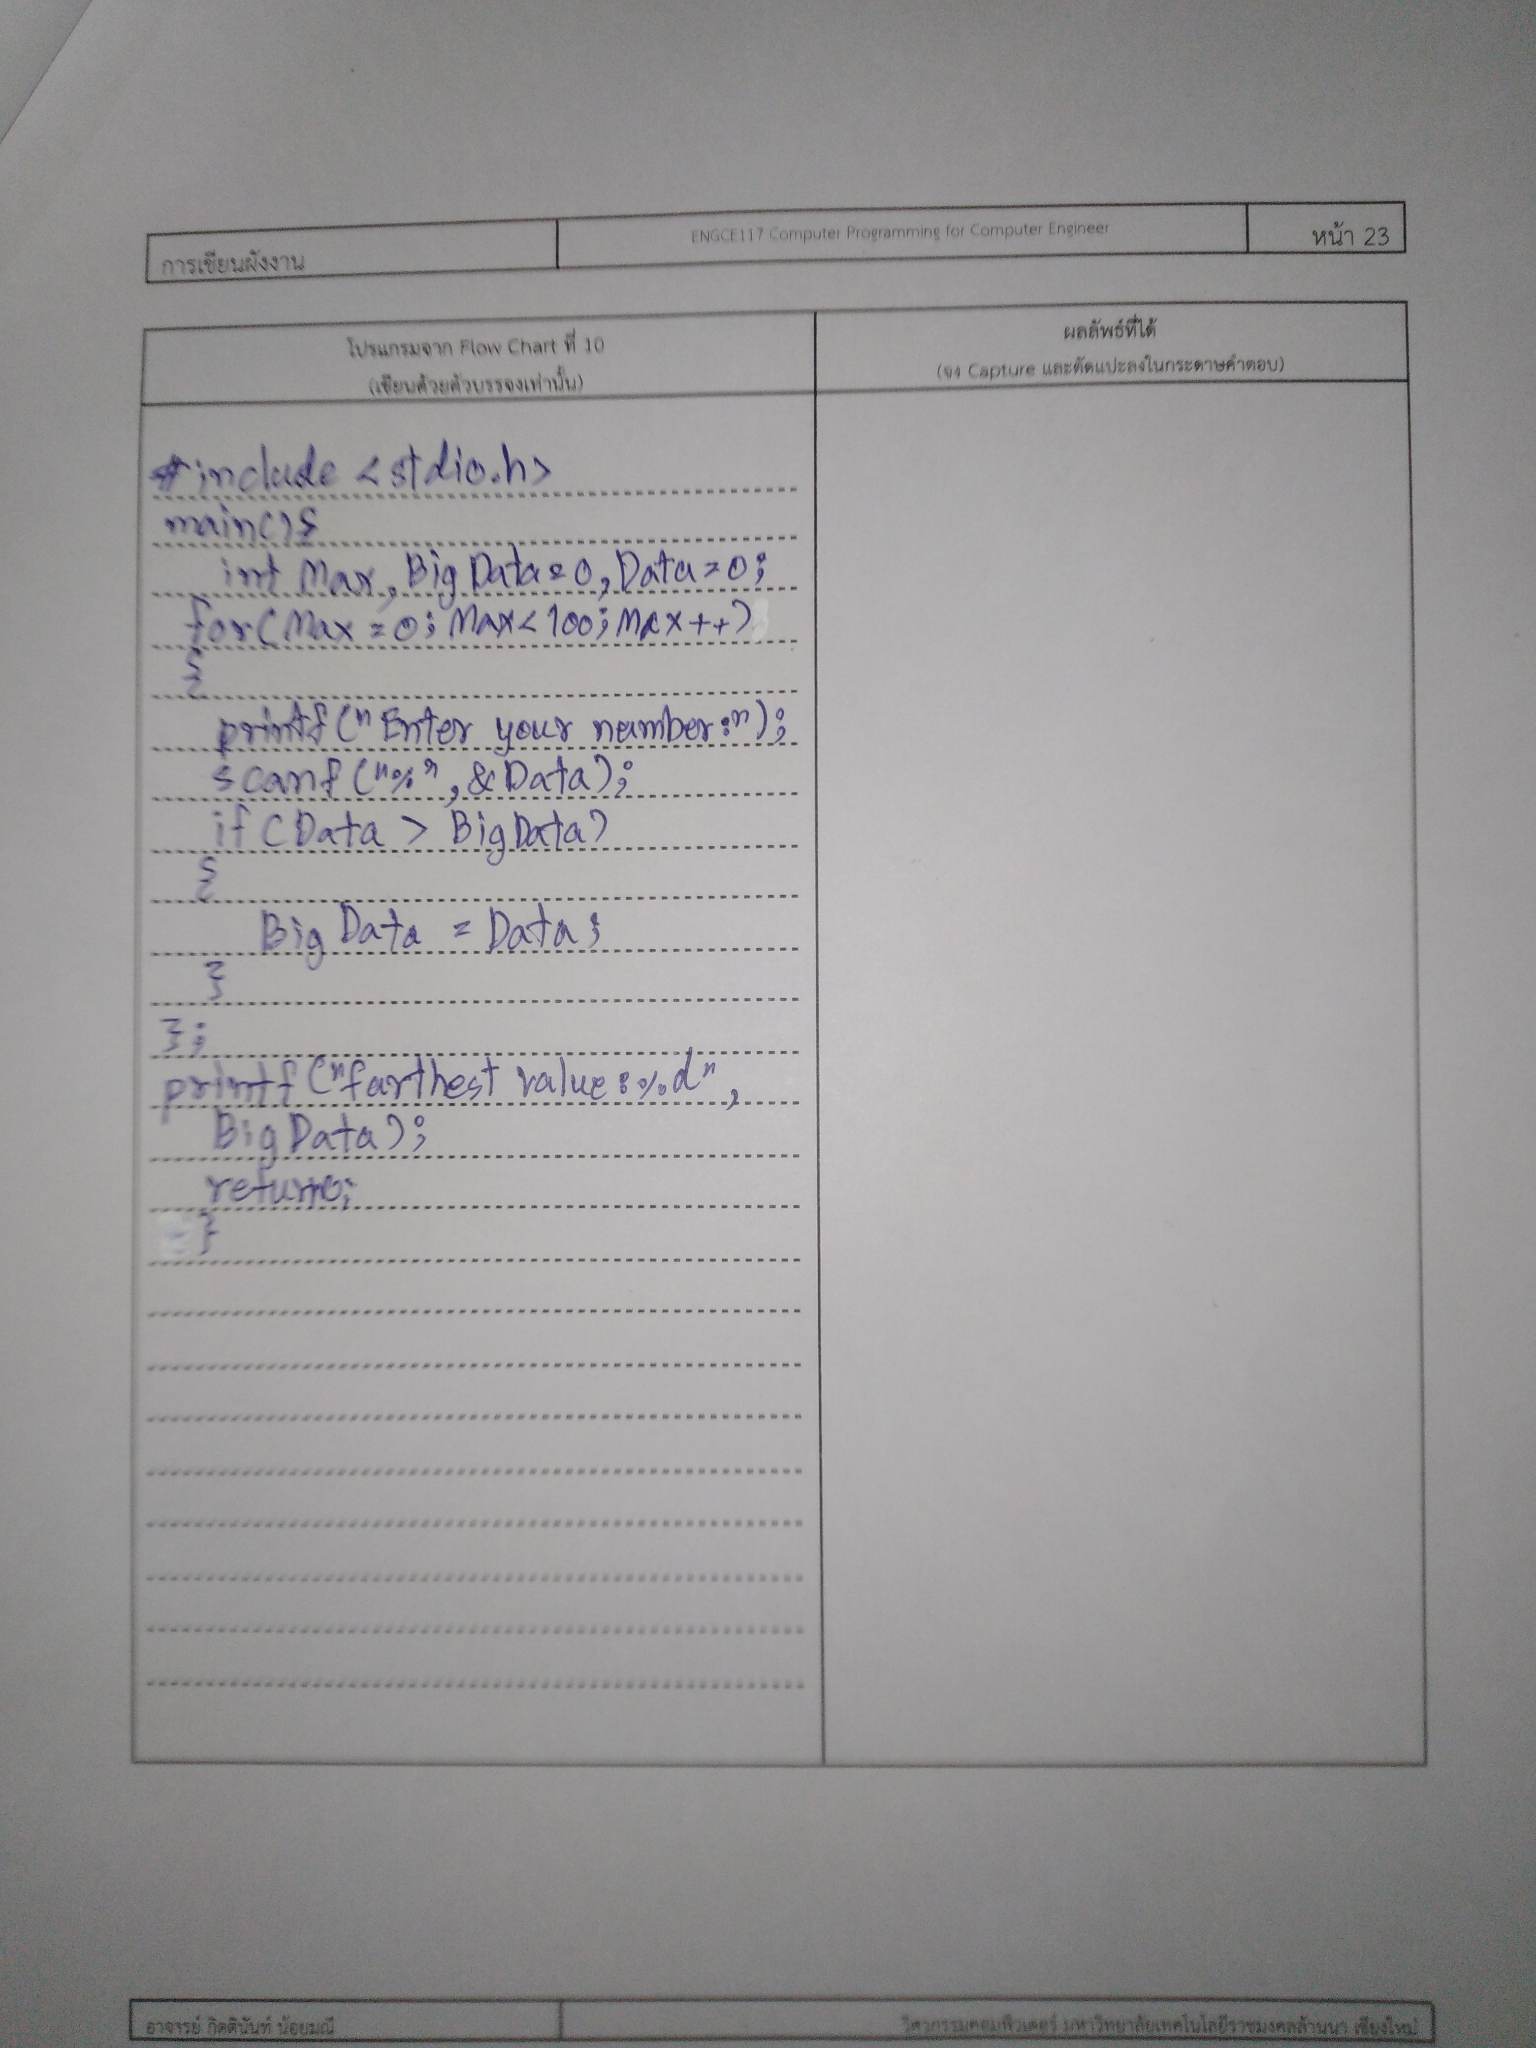 การเขียนผังงาน
ENGCE117 Computer Programming for Computer Engineer
หน้า 23
โปรแกรมจาก Flow Chart ที่ 10
(เขียนด้วยตัวบรรจงเท่านั้น)
ผลลัพธ์ที่ได้
(จง Capture และตัดแปะลงในกระดาษคำตอบ)
#include <stdio.h>
main(){
int Max, BigData=0, Data=0;
for(Max=0; Max<100; Max++)
{
printf("Enter your number:");
scanf("%", &Data);
if (Data > BigData)
{
BigData = Data;
}
};
printf("farthest value:%d",
BigData);
return0;
}
อาจารย์ กิตตินันท์ น้อยมณี
วิศวกรรมคอมพิวเตอร์ มหาวิทยาลัยเทคโนโลยีราชมงคลล้านนา เชียงใหม่